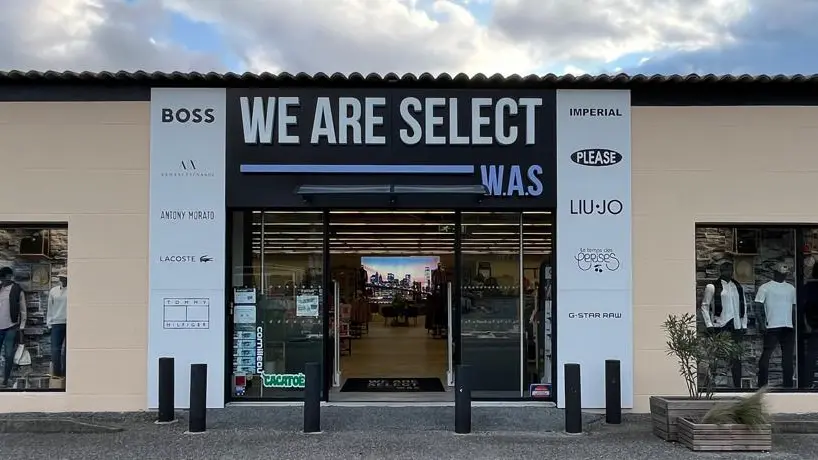 BOSS
A|X
ARMANI EXCHANGE
ANTONY MORATO
LACOSTE
TOMMY
HILFIGER
WE ARE SELECT
W.A.S
IMPERIAL
PLEASE
LIU·JO
Le temps des
cerises
G-STAR RAW
cornilleau
CACATOÈS